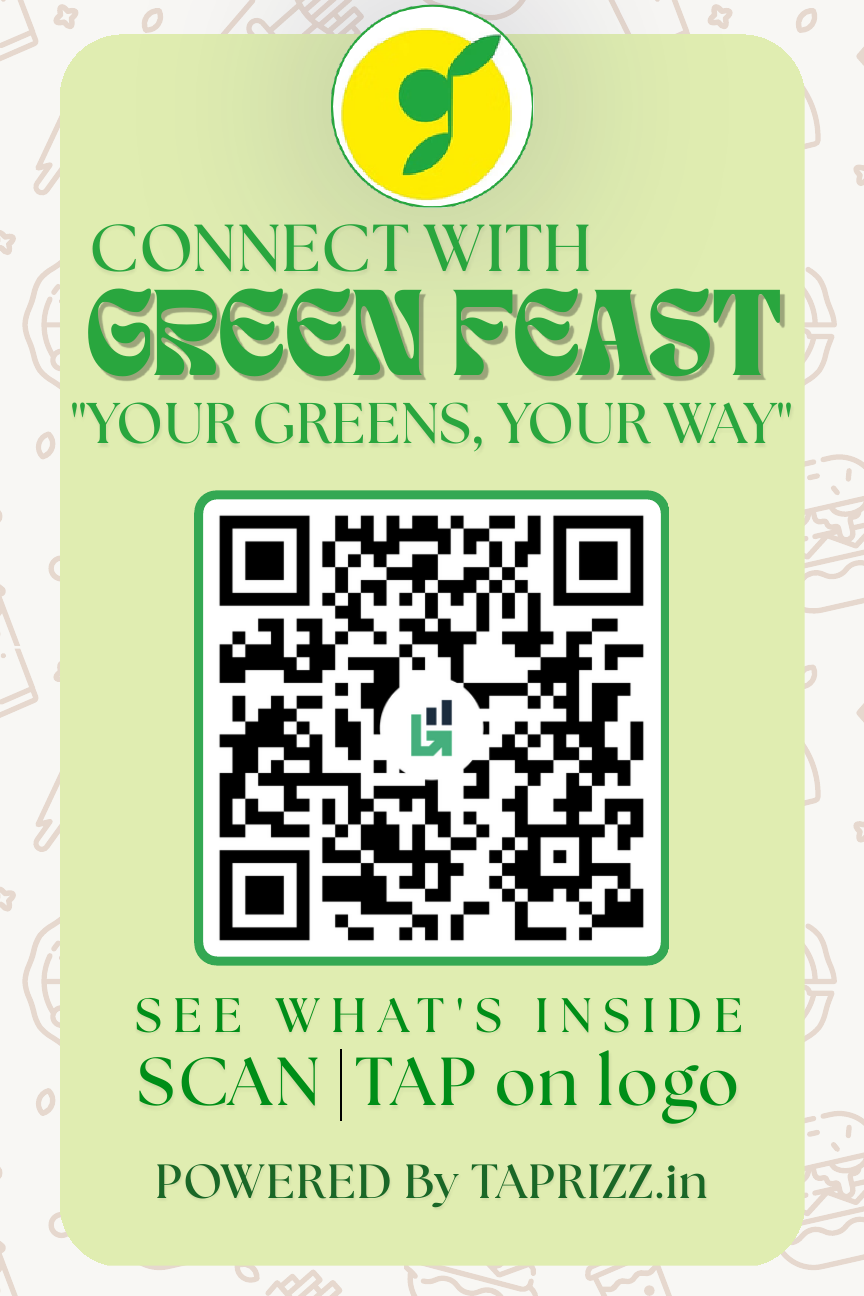 CONNECT WITH
GREEN FEAST
"YOUR GREENS, YOUR WAY"
SEE WHAT'S INSIDE
SCAN | TAP on logo
POWERED By TAPRIZZ.in